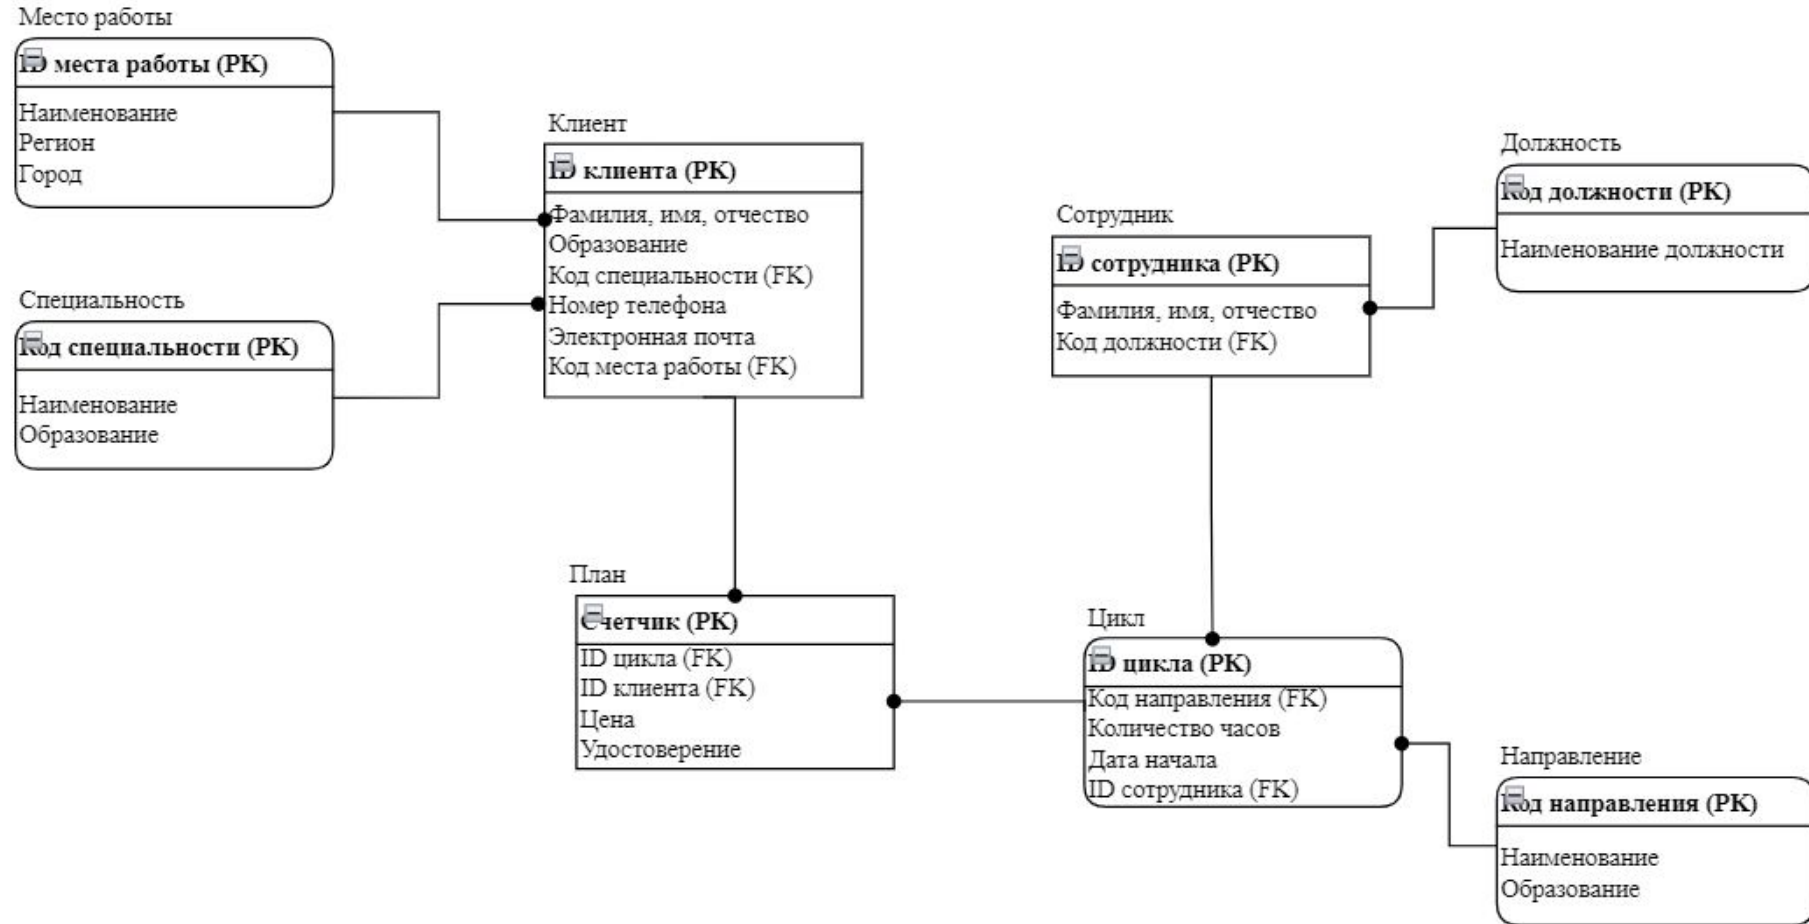 Место работы
ID места работы (PK)
Наименование
Регион
Город
Специальность
Код специальности (PK)
Наименование
Образование
Клиент
ID клиента (PK)
Фамилия, имя, отчество
Образование
Код специальности (FK)
Номер телефона
Электронная почта
Код места работы (FK)
План
Счетчик (PK)
ID цикла (FK)
ID клиента (FK)
Цена
Удостоверение
Сотрудник
ID сотрудника (PK)
Фамилия, имя, отчество
Код должности (FK)
Цикл
ID цикла (PK)
Код направления (FK)
Количество часов
Дата начала
ID сотрудника (FK)
Должность
Код должности (PK)
Наименование должности
Направление
Код направления (PK)
Наименование
Образование